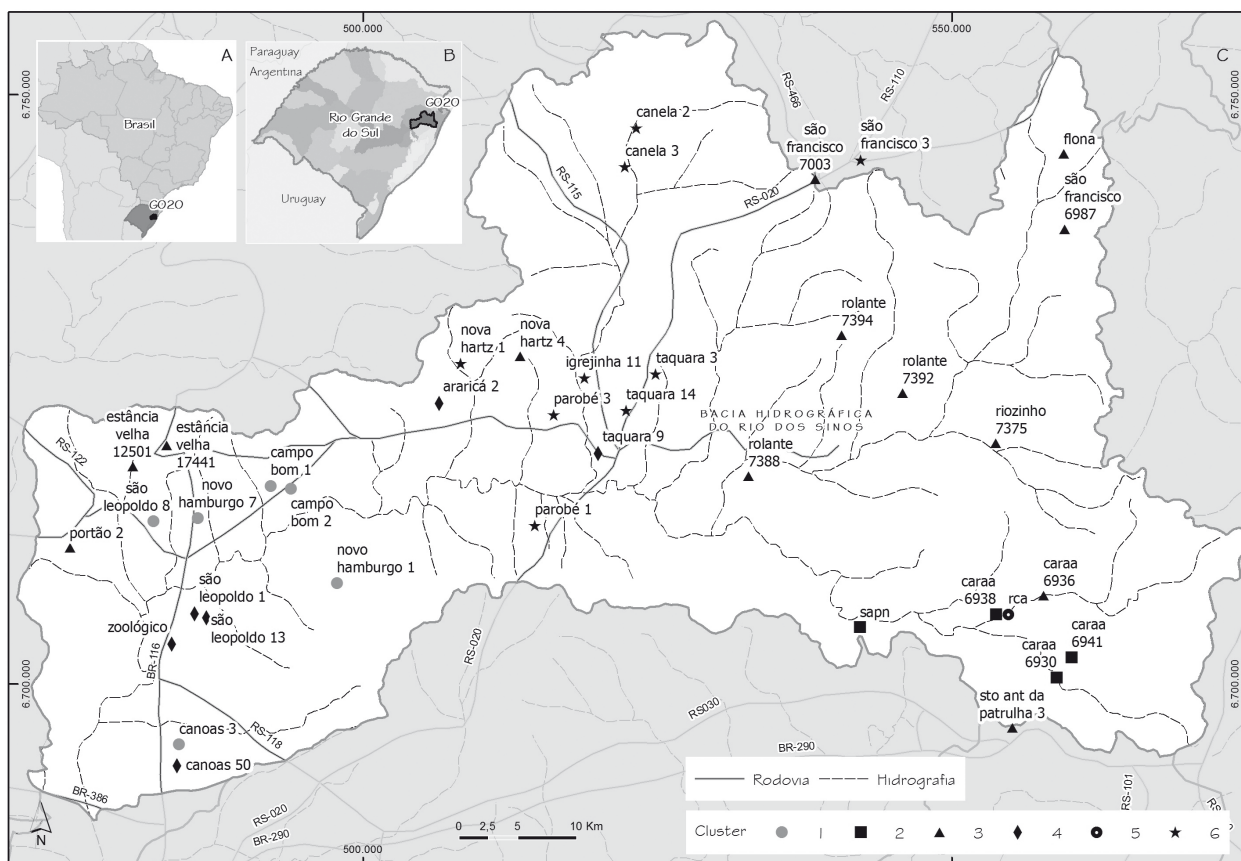 500.000
550.000
6.750.000
6.750.000
6.700.000
6.700.000
500.000
A
Brasil
GO20
B
Paraguay
Argentina
GO20
Rio Grande
do Sul
Uruguay
C
RS-466
RS-110
RS-115
RS-020
canela 2
canela 3
são
francisco
7003
são
francisco 3
flona
são
francisco
6987
rolante
7394
rolante
7392
nova
hartz 1
nova
hartz 4
igrejinha 11
taquara 3
araricá 2
parobé 3
taquara 14
BACIA HIDROGRÁFICA
DO RIO DOS SINOS
taquara 9
riozinho
7375
rolante
7388
estância
velha
12501
estância
velha
17441
RS-122
campo
bom 1
campo
bom 2
são
leopoldo 8
novo
hamburgo 7
portão 2
parobé 1
novo
hamburgo 1
são
leopoldo 1
são
leopoldo 13
zoológico
BR-116
RS-020
caraa
6938
rca
caraa
6936
sapn
caraa
6941
caraa
6930
sto ant da
patrulha 3
canoas 3
RS-118
canoas 50
RS030
BR-290
BR-386
RS-020
BR-290
RS-101
N
0 2,5 5 10 Km
Rodovia Hidrografia
Cluster 1 2 3 4 5 6